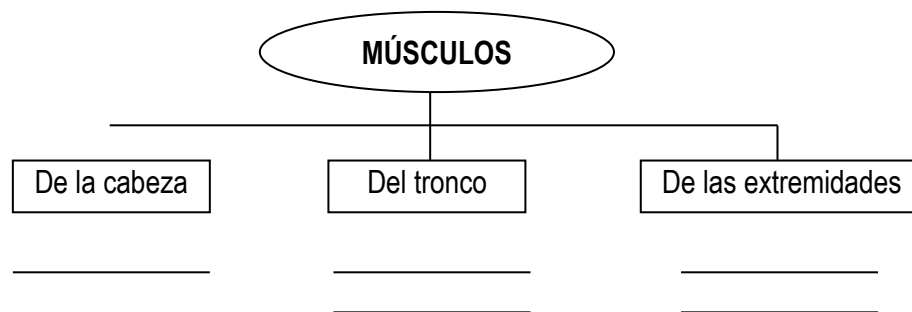 MÚSCULOS
De la cabeza
Del tronco
De las extremidades